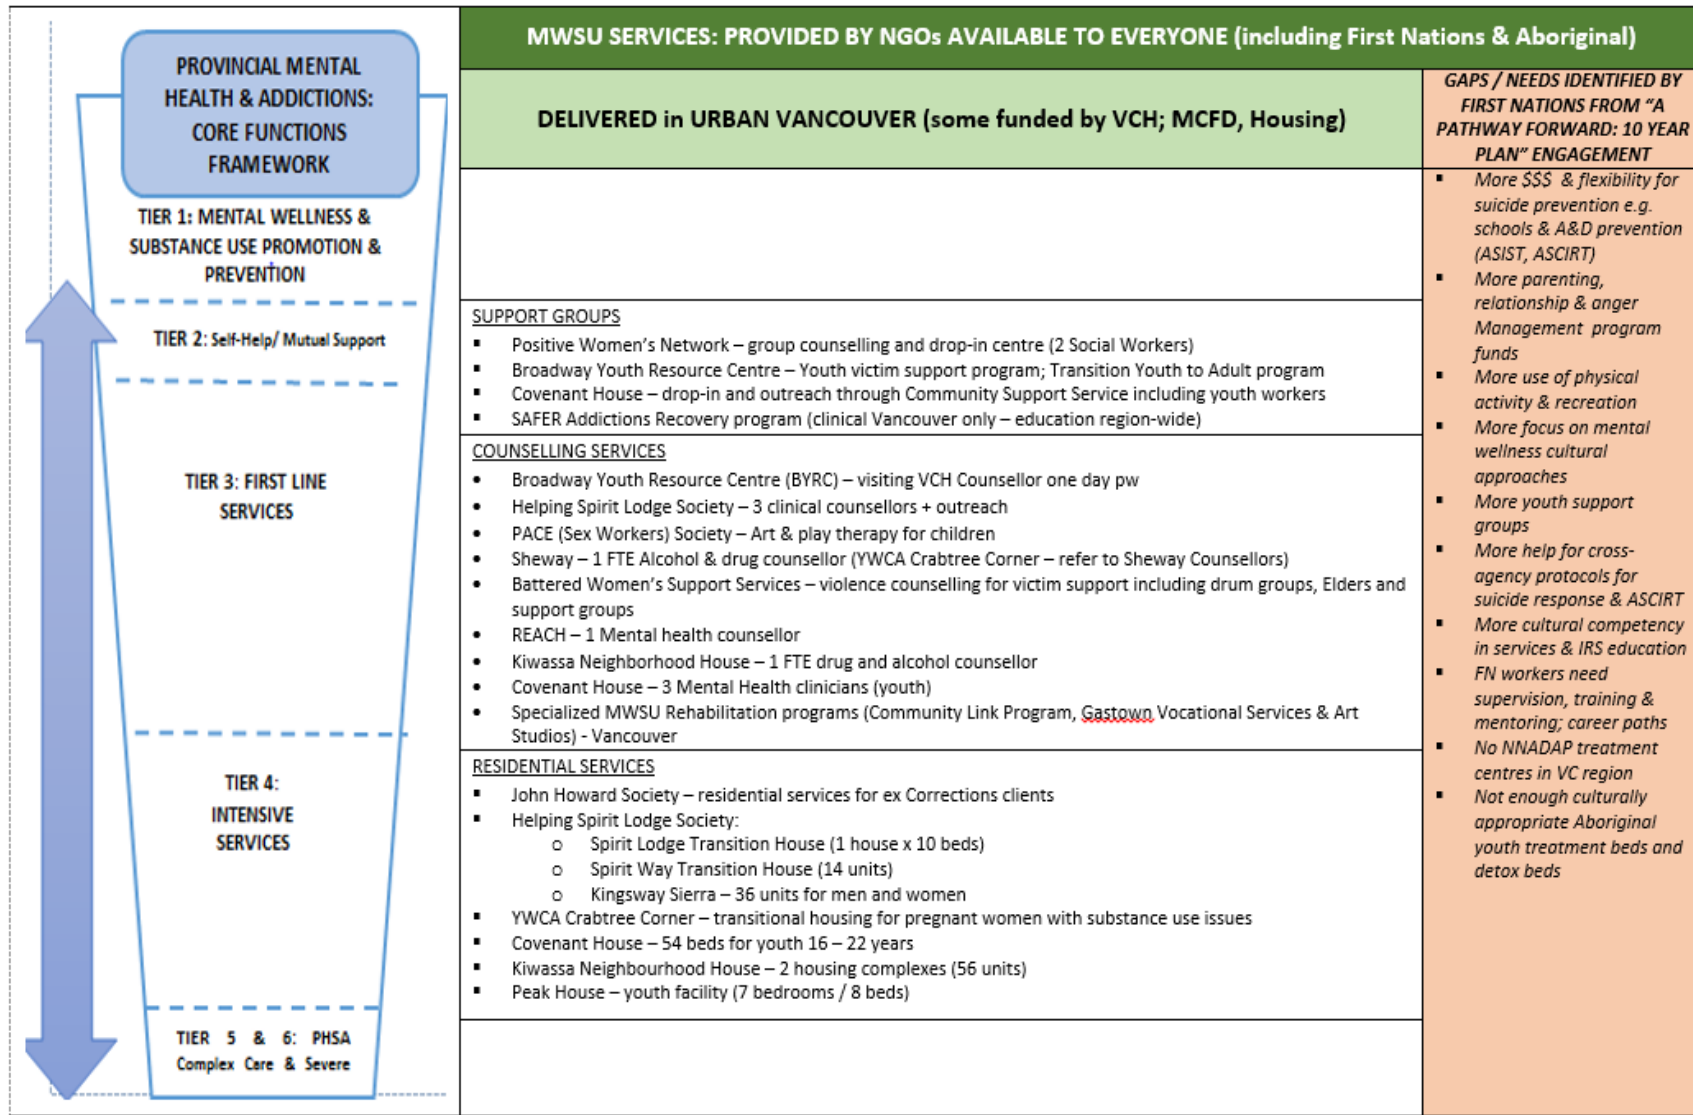 PROVINCIAL MENTAL
HEALTH & ADDICTIONS:
CORE FUNCTIONS
FRAMEWORK
TIER 1: MENTAL WELLNESS &
SUBSTANCE USE PROMOTION &
PREVENTION
TIER 2: Self-Help/ Mutual Support
TIER 3: FIRST LINE
SERVICES
TIER 4:
INTENSIVE
SERVICES
TIER 5 & 6: PHSA
Complex Care & Severe
MWSU SERVICES: PROVIDED BY NGOs AVAILABLE TO EVERYONE (including First Nations & Aboriginal)
DELIVERED in URBAN VANCOUVER (some funded by VCH; MCFD, Housing)
SUPPORT GROUPS
▪ Positive Women's Network – group counselling and drop-in centre (2 Social Workers)
▪ Broadway Youth Resource Centre – Youth victim support program; Transition Youth to Adult program
▪ Covenant House – drop-in and outreach through Community Support Service including youth workers
▪ SAFER Addictions Recovery program (clinical Vancouver only – education region-wide)
COUNSELLING SERVICES
• Broadway Youth Resource Centre (BYRC) – visiting VCH Counsellor one day pw
• Helping Spirit Lodge Society – 3 clinical counsellors + outreach
• PACE (Sex Workers) Society – Art & play therapy for children
• Sheway – 1 FTE Alcohol & drug counsellor (YWCA Crabtree Corner – refer to Sheway Counsellors)
• Battered Women's Support Services – violence counselling for victim support including drum groups, Elders and
support groups
• REACH – 1 Mental health counsellor
• Kiwassa Neighborhood House – 1 FTE drug and alcohol counsellor
• Covenant House – 3 Mental Health clinicians (youth)
• Specialized MWSU Rehabilitation programs (Community Link Program, Gastown Vocational Services & Art
Studios) - Vancouver
RESIDENTIAL SERVICES
▪ John Howard Society – residential services for ex Corrections clients
▪ Helping Spirit Lodge Society:
o Spirit Lodge Transition House (1 house x 10 beds)
o Spirit Way Transition House (14 units)
o Kingsway Sierra – 36 units for men and women
▪ YWCA Crabtree Corner – transitional housing for pregnant women with substance use issues
▪ Covenant House – 54 beds for youth 16 – 22 years
▪ Kiwassa Neighbourhood House – 2 housing complexes (56 units)
▪ Peak House – youth facility (7 bedrooms / 8 beds)
GAPS / NEEDS IDENTIFIED BY
FIRST NATIONS FROM "A
PATHWAY FORWARD: 10 YEAR
PLAN" ENGAGEMENT
▪ More $$$ & flexibility for
suicide prevention e.g.
schools & A&D prevention
(ASIST, ASCIRT)
▪ More parenting,
relationship & anger
Management program
funds
▪ More use of physical
activity & recreation
▪ More focus on mental
wellness cultural
approaches
▪ More youth support
groups
▪ More help for cross-
agency protocols for
suicide response & ASCIRT
▪ More cultural competency
in services & IRS education
▪ FN workers need
supervision, training &
mentoring; career paths
▪ No NNADAP treatment
centres in VC region
▪ Not enough culturally
appropriate Aboriginal
youth treatment beds and
detox beds